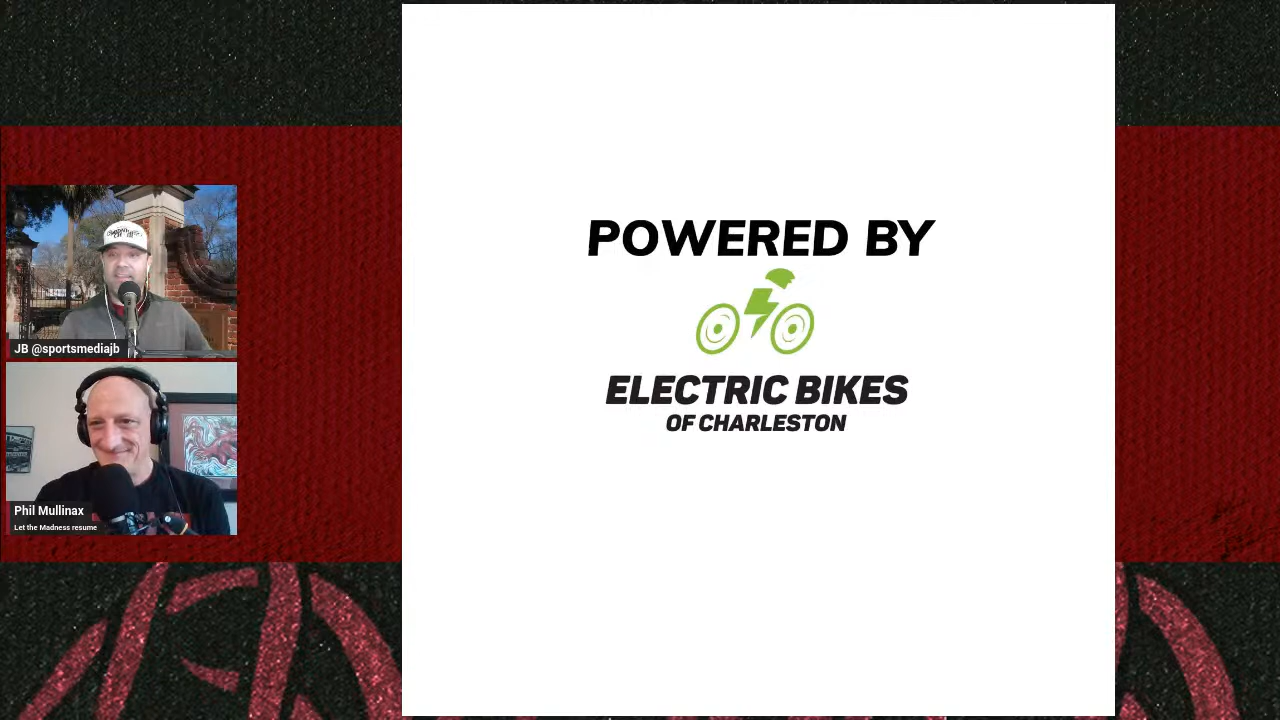 JB @sportsmediajb
Phil Mullinax
Let the Madness resume
POWERED BY
ELECTRIC BIKES
OF CHARLESTON